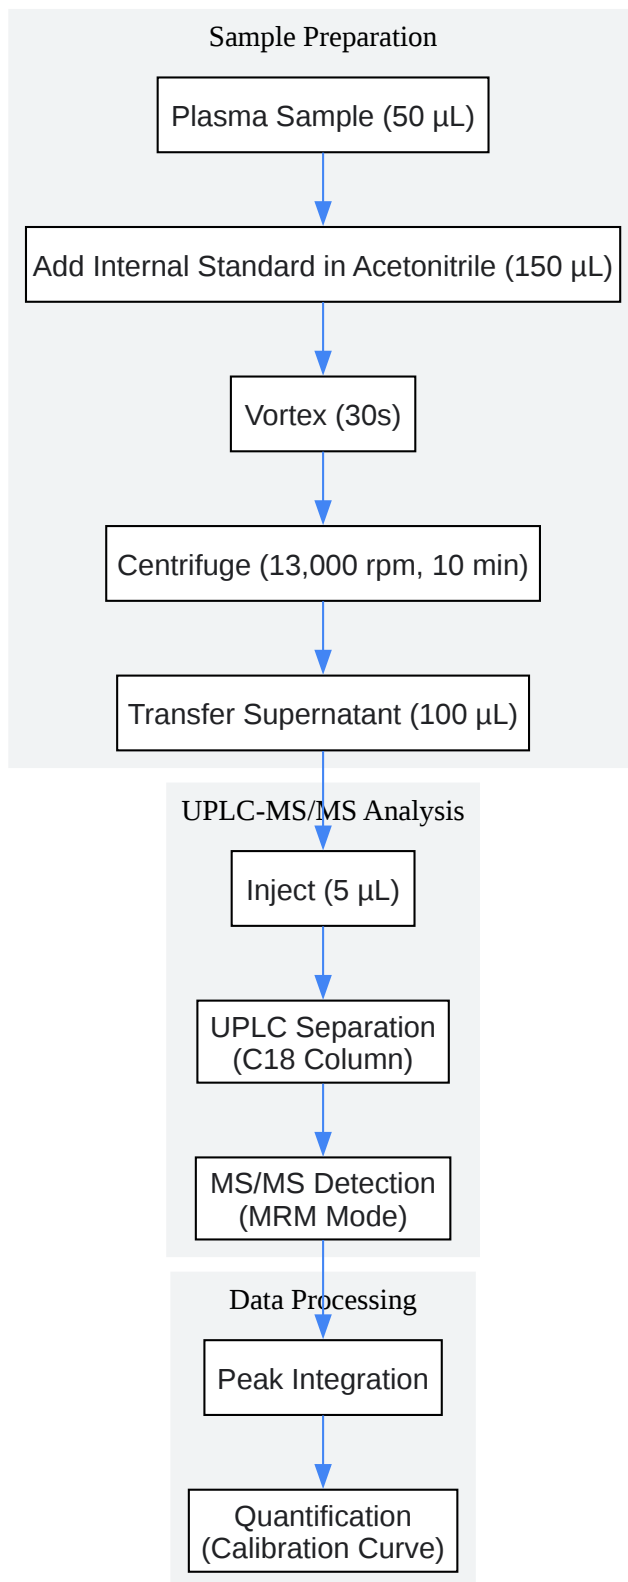 Sample Preparation
Plasma Sample (50 µL)
Add Internal Standard in Acetonitrile (150 µL)
Vortex (30s)
Centrifuge (13,000 rpm, 10 min)
Transfer Supernatant (100 µL)
UPLC-MS/MS Analysis
Inject (5 µL)
UPLC Separation
(C18 Column)
MS/MS Detection
(MRM Mode)
Data Processing
Peak Integration
Quantification
(Calibration Curve)